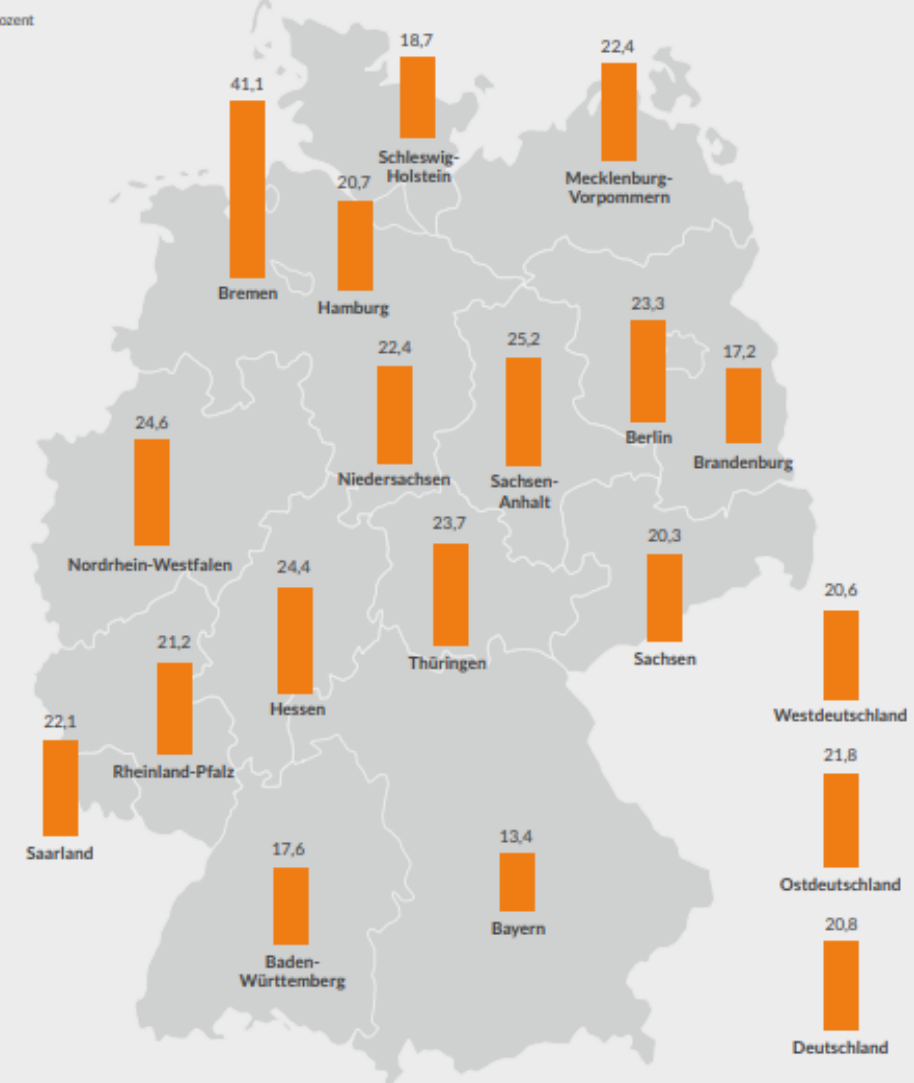 18,7
22,4
41,1
Schleswig-
Holstein
20,7
Mecklenburg-
Vorpommern
Bremen
Hamburg
23,3
22,4
25,2
17,2
24,6
Berlin
Brandenburg
Niedersachsen
Sachsen-
Anhalt
23,7
20,3
Nordrhein-Westfalen
24,4
20,6
21,2
Thüringen
Sachsen
Hessen
Westdeutschland
22,1
Rheinland-Pfalz
21,8
Saarland
17,6
13,4
Ostdeutschland
Bayern
20,8
Baden-
Württemberg
Deutschland